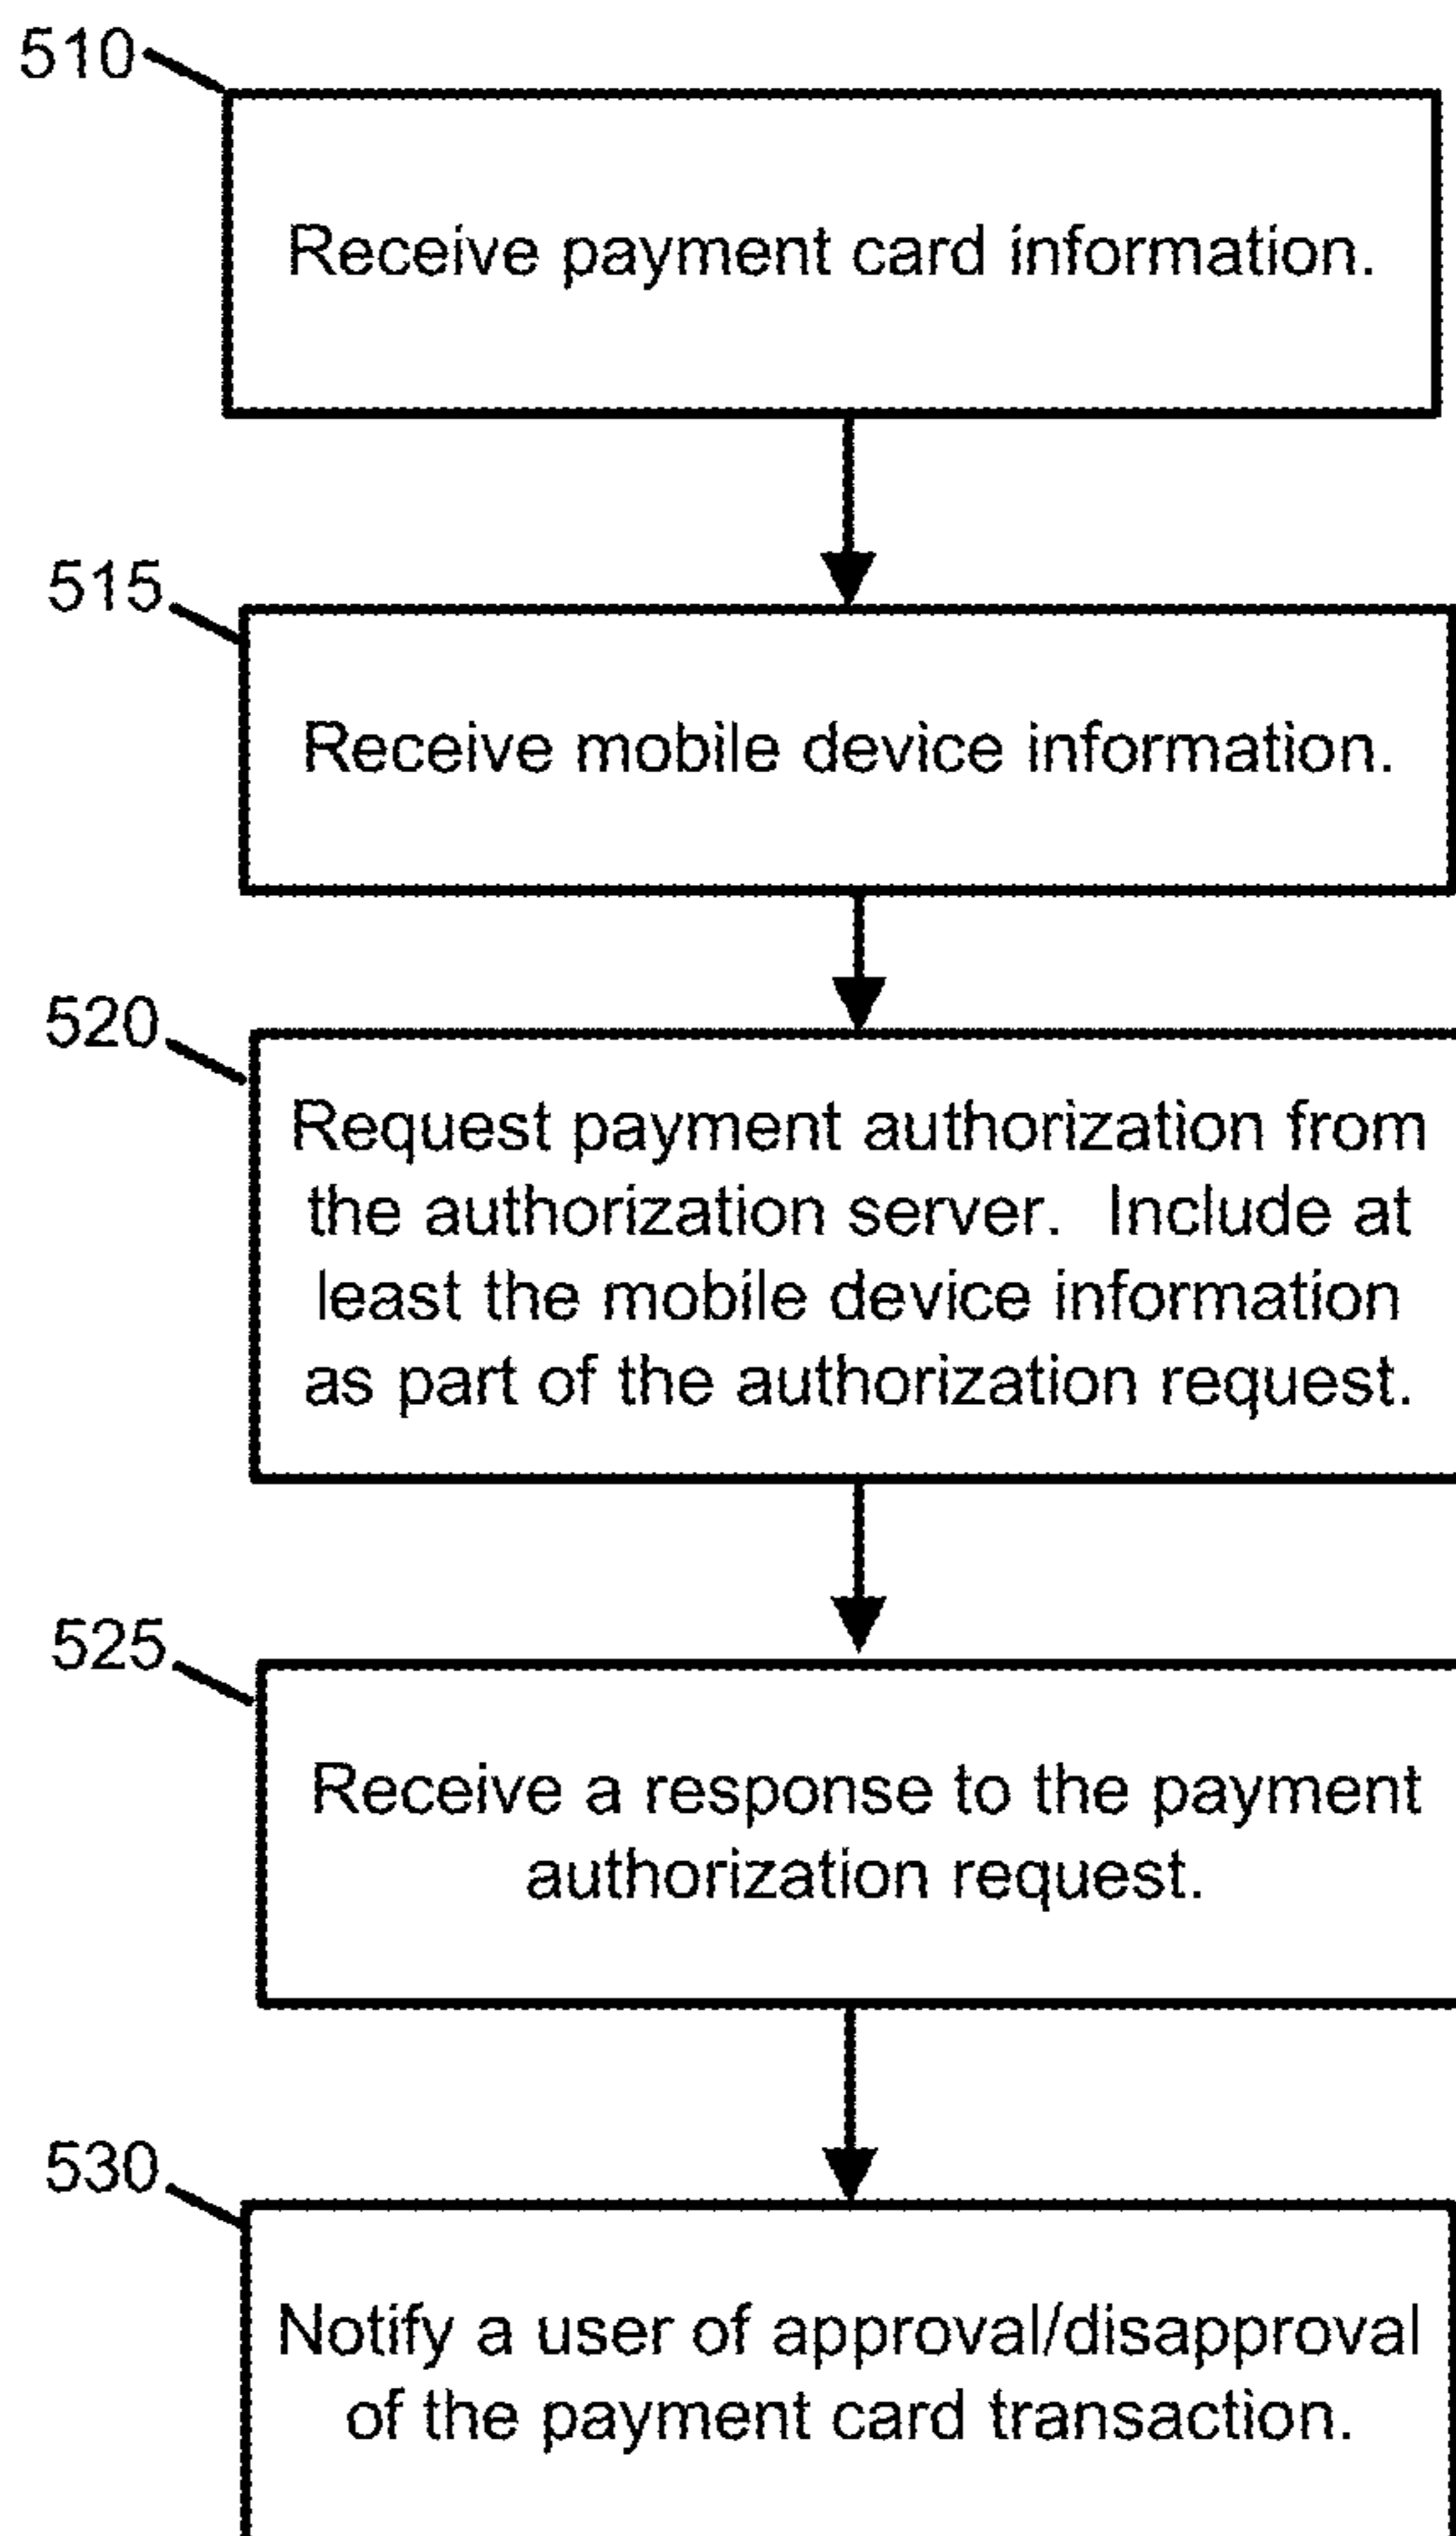 510
Receive payment card information.
515
Receive mobile device information.
520
Request payment authorization from
the authorization server.  Include at
least the mobile device information
as part of the authorization request.
525
Receive a response to the payment
authorization request.
530
Notify a user of approval/disapproval
of the payment card transaction.